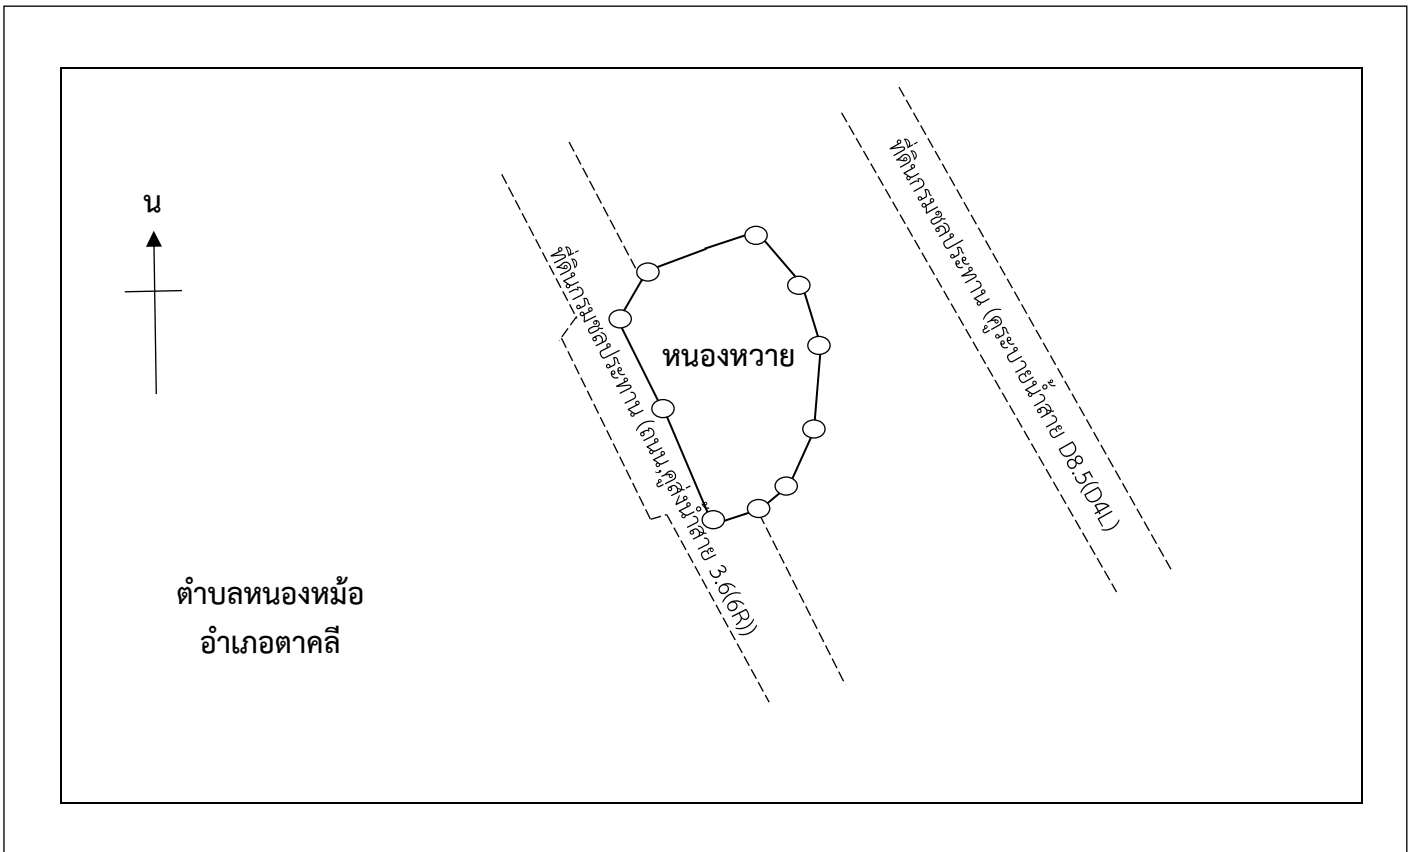 น
ที่ดินกรมชลประทาน (ถนน,คูส่งน้ำสาย 3.6(6R))
ที่ดินกรมชลประทาน (คูระบายน้ำสาย D8.5(D4L)
หนองหวาย
ตำบลหนองหม้อ
อำเภอตาคลี